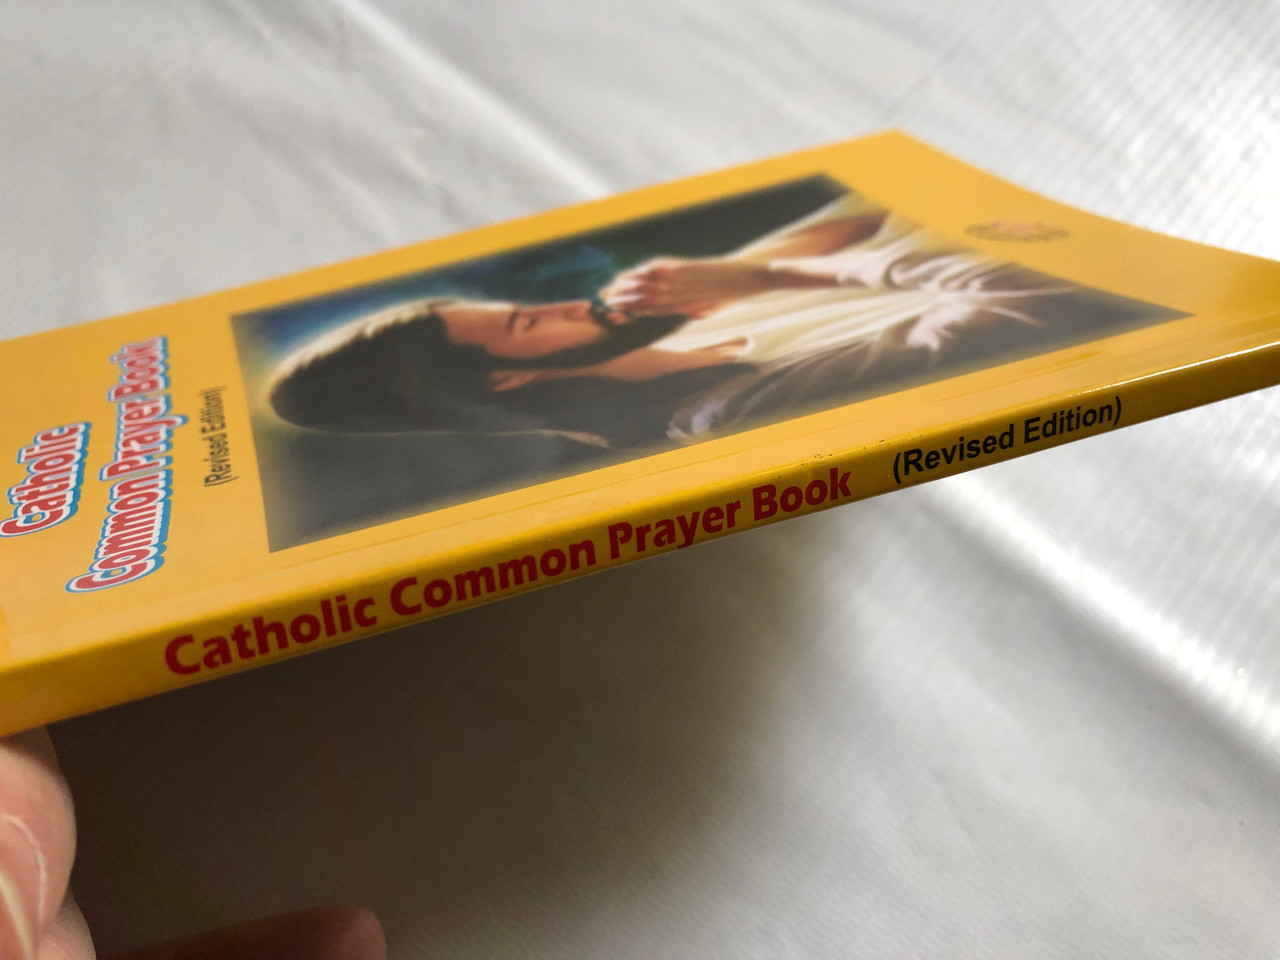 Catholic
Common Prayer Book
(Revised Edition)
Catholic Common Prayer Book (Revised Edition)